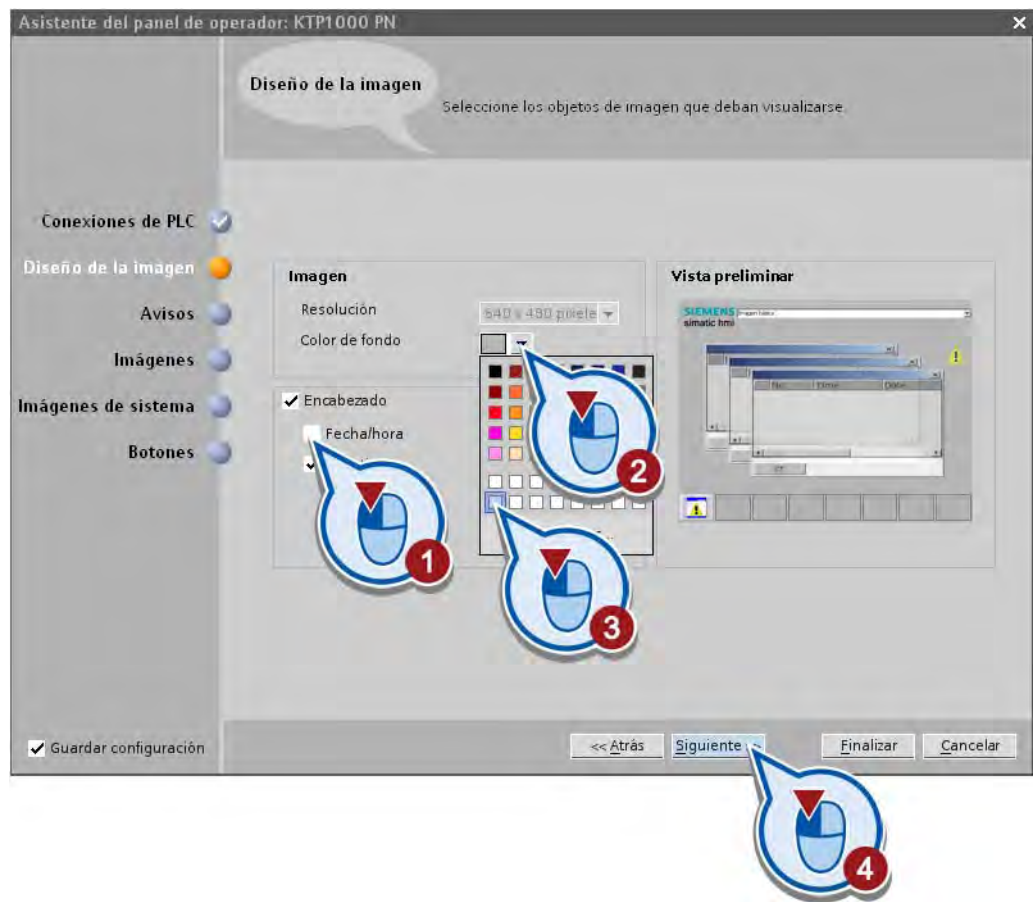 Asistente del panel de operador: KTP1000 PN
Diseño de la imagen
Seleccione los objetos de imagen que deban visualizarse.
Conexiones de PLC
Diseño de la imagen
Avisos
Imágenes
Imágenes de sistema
Botones
Imagen
Resolución
640 x 480 píxele
Color de fondo
Encabezado
Fecha/hora
Vista preliminar
SIEMENS
simatic hmi
No.
Time
Date
1
2
3
Guardar configuración
<< Atrás
Siguiente
Finalizar
Cancelar
4